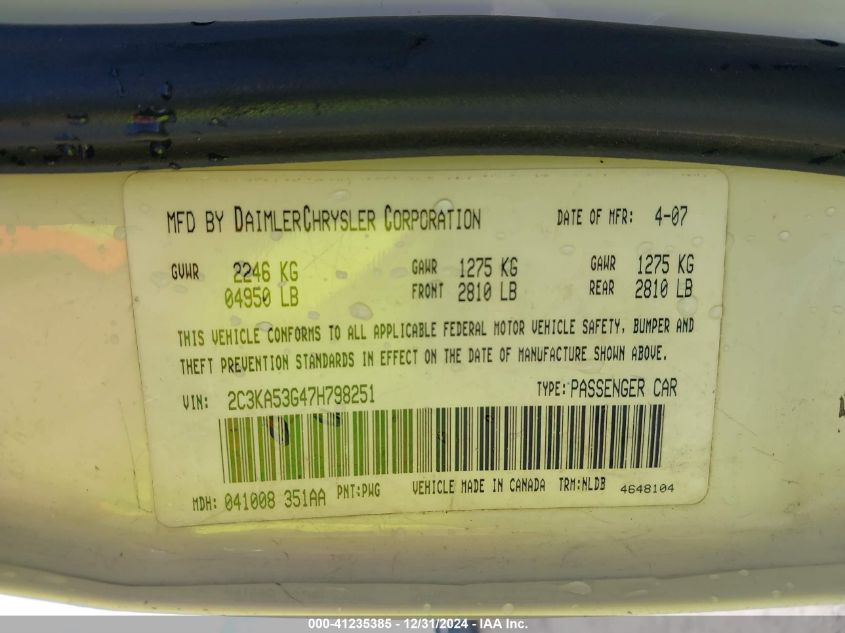 MFD BY DAIMLERCHRYSLER CORPORATION DATE OF MFR: 4-07
GVWR 2246 KG GAWR 1275 KG GAWR 1275 KG
04950 LB FRONT 2810 LB REAR 2810 LB
THIS VEHICLE CONFORMS TO ALL APPLICABLE FEDERAL MOTOR VEHICLE SAFETY, BUMPER AND
THEFT PREVENTION STANDARDS IN EFFECT ON THE DATE OF MANUFACTURE SHOWN ABOVE.
VIN: 2C3KA53G47H798251 TYPE: PASSENGER CAR
MDH: 041008 351AA PNT:PWG VEHICLE MADE IN CANADA TRM:NLDB 4648104
000-41235385 - 12/31/2024 - IAA Inc.